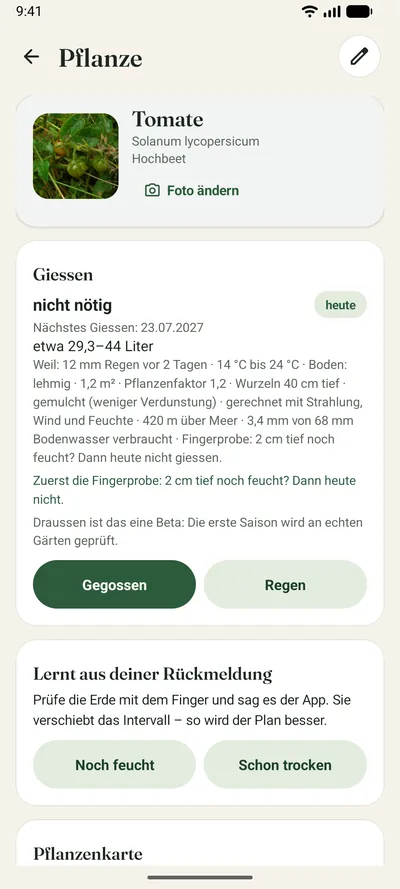 9:41
Pflanze
Tomate
Solanum lycopersicum
Hochbeet
Foto ändern
Giessen
nicht nötig
heute
Nächstes Giessen: 23.07.2027
etwa 29,3–44 Liter
Weil: 12 mm Regen vor 2 Tagen · 14 °C bis 24 °C · Boden:
lehmig · 1,2 m² · Pflanzenfaktor 1,2 · Wurzeln 40 cm tief ·
gemulcht (weniger Verdunstung) · gerechnet mit Strahlung,
Wind und Feuchte · 420 m über Meer · 3,4 mm von 68 mm
Bodenwasser verbraucht · Fingerprobe: 2 cm tief noch
feucht? Dann heute nicht giessen.
Zuerst die Fingerprobe: 2 cm tief noch feucht? Dann heute
nicht.
Draussen ist das eine Beta: Die erste Saison wird an echten
Gärten geprüft.
Gegossen
Regen
Lernt aus deiner Rückmeldung
Prüfe die Erde mit dem Finger und sag es der App. Sie
verschiebt das Intervall – so wird der Plan besser.
Noch feucht
Schon trocken
Pflanzenkarte